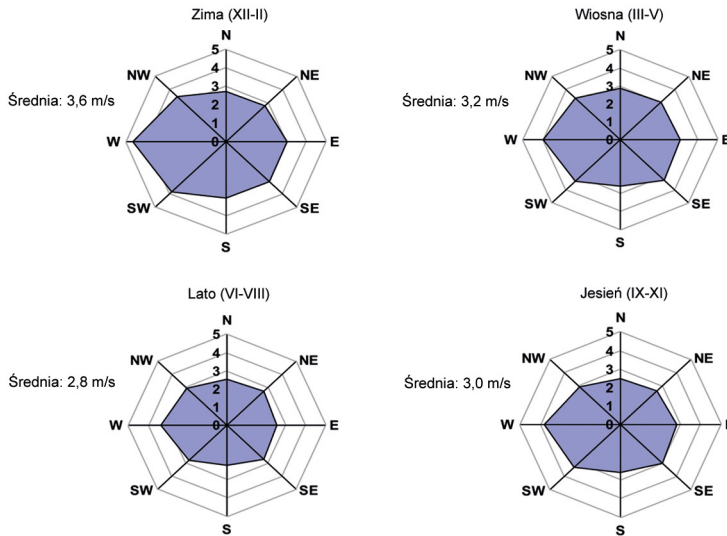 Zima (XII-II)
N
NW
NE
5
4
3
2
1
0
Średnia: 3,6 m/s
W
E
SW
SE
S
Wiosna (III-V)
N
NW
NE
5
4
3
2
1
0
Średnia: 3,2 m/s
W
E
SW
SE
S
Lato (VI-VIII)
N
NW
NE
5
4
3
2
1
0
Średnia: 2,8 m/s
W
E
SW
SE
S
Jesień (IX-XI)
N
NW
NE
5
4
3
2
1
0
Średnia: 3,0 m/s
W
SW
SE
S